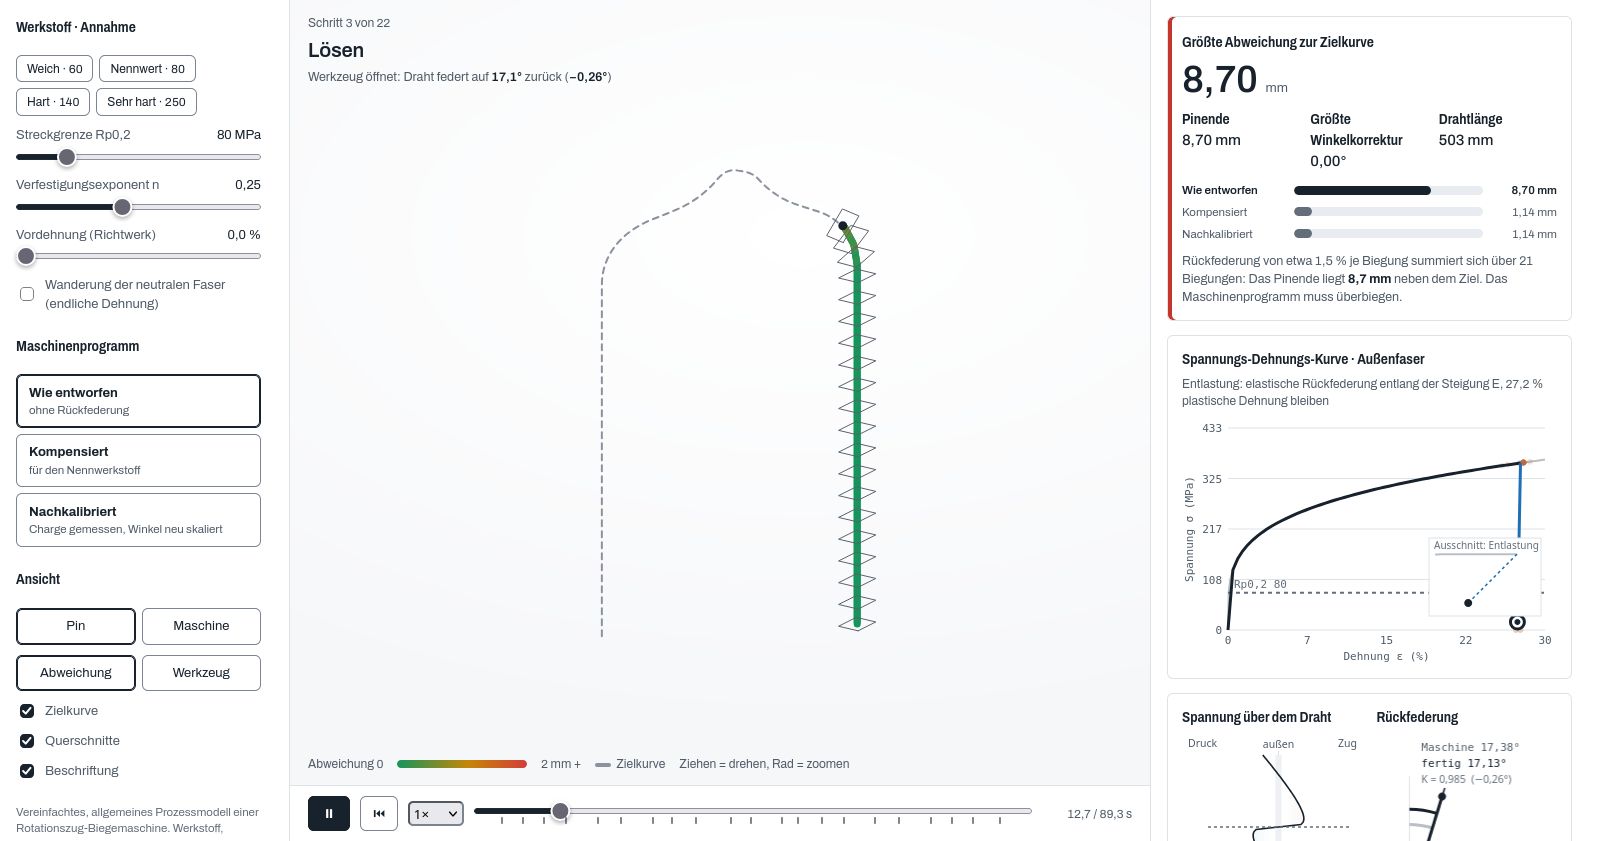 Werkstoff · Annahme
Weich · 60
Nennwert · 80
Hart · 140
Sehr hart · 250
Streckgrenze Rp0,2 80 MPa
Verfestigungsexponent n 0,25
Vordehnung (Richtwerk) 0,0 %
Wanderung der neutralen Faser
(endliche Dehnung)
Maschinenprogramm
Wie entworfen
ohne Rückfederung
Kompensiert
für den Nennwerkstoff
Nachkalibriert
Charge gemessen, Winkel neu skaliert
Ansicht
Pin
Maschine
Abweichung
Werkzeug
Zielkurve
Querschnitte
Beschriftung
Vereinfachtes, allgemeines Prozessmodell einer
Rotationszug-Biegemaschine. Werkstoff,
Schritt 3 von 22
Lösen
Werkzeug öffnet: Draht federt auf 17,1° zurück (−0,26°)
Abweichung 0 2 mm + Zielkurve Ziehen = drehen, Rad = zoomen
1×
12,7 / 89,3 s
Größte Abweichung zur Zielkurve
8,70 mm
Pinende
8,70 mm
Größte
Winkelkorrektur
0,00°
Drahtlänge
503 mm
Wie entworfen 8,70 mm
Kompensiert 1,14 mm
Nachkalibriert 1,14 mm
Rückfederung von etwa 1,5 % je Biegung summiert sich über 21
Biegungen: Das Pinende liegt 8,7 mm neben dem Ziel. Das
Maschinenprogramm muss überbiegen.
Spannungs-Dehnungs-Kurve · Außenfaser
Entlastung: elastische Rückfederung entlang der Steigung E, 27,2 %
plastische Dehnung bleiben
433
325
217
108
0
Spannung σ (MPa)
Rp0,2 80
Ausschnitt: Entlastung
0 7 15 22 30
Dehnung ε (%)
Spannung über dem Draht
Druck außen Zug
Rückfederung
Maschine 17,38°
fertig 17,13°
K = 0,985 (−0,26°)